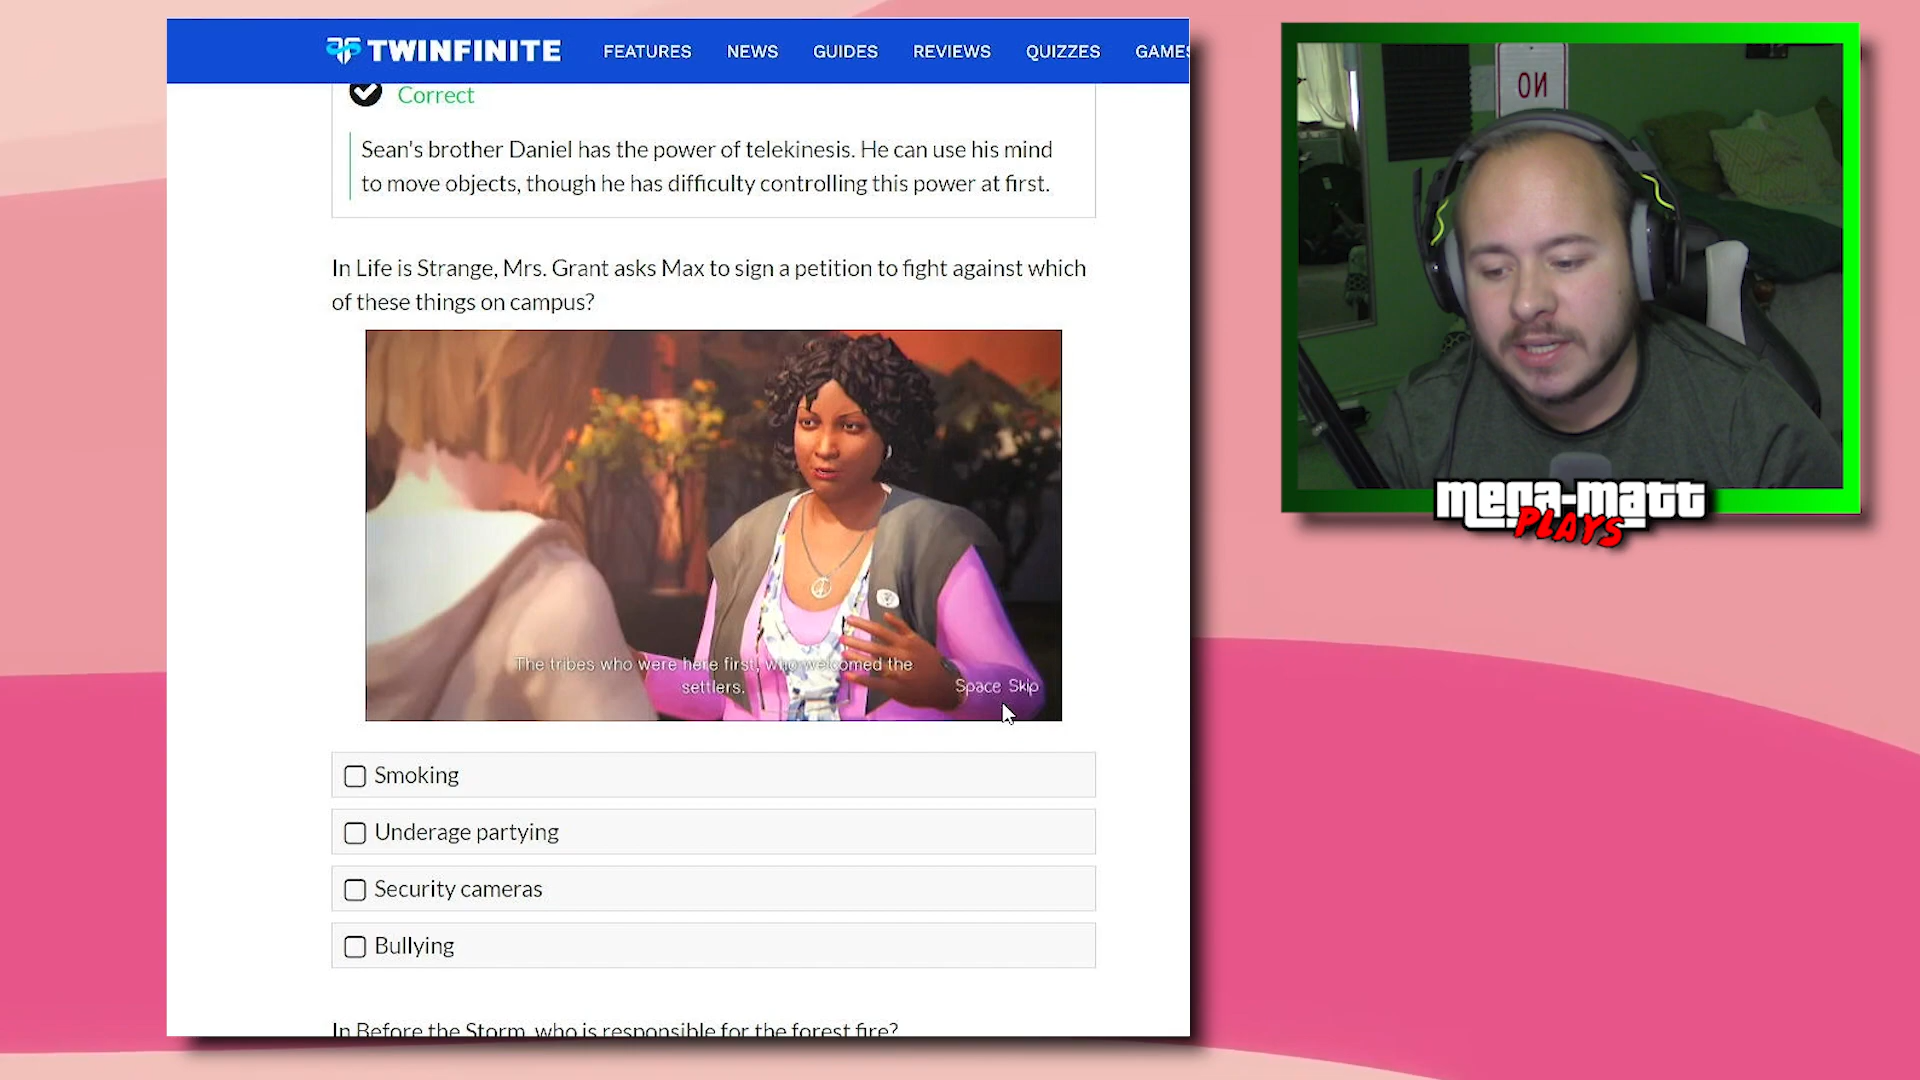 TWINFINITE FEATURES NEWS GUIDES REVIEWS QUIZZES GAMES
Correct
Sean's brother Daniel has the power of telekinesis. He can use his mind
to move objects, though he has difficulty controlling this power at first.
In Life is Strange, Mrs. Grant asks Max to sign a petition to fight against which
of these things on campus?
The tribes who were here first, who welcomed the
settlers.
Space Skip
Smoking
Underage partying
Security cameras
Bullying
In Before the Storm, who is responsible for the forest fire?
NO
mega-matt
PLAYS